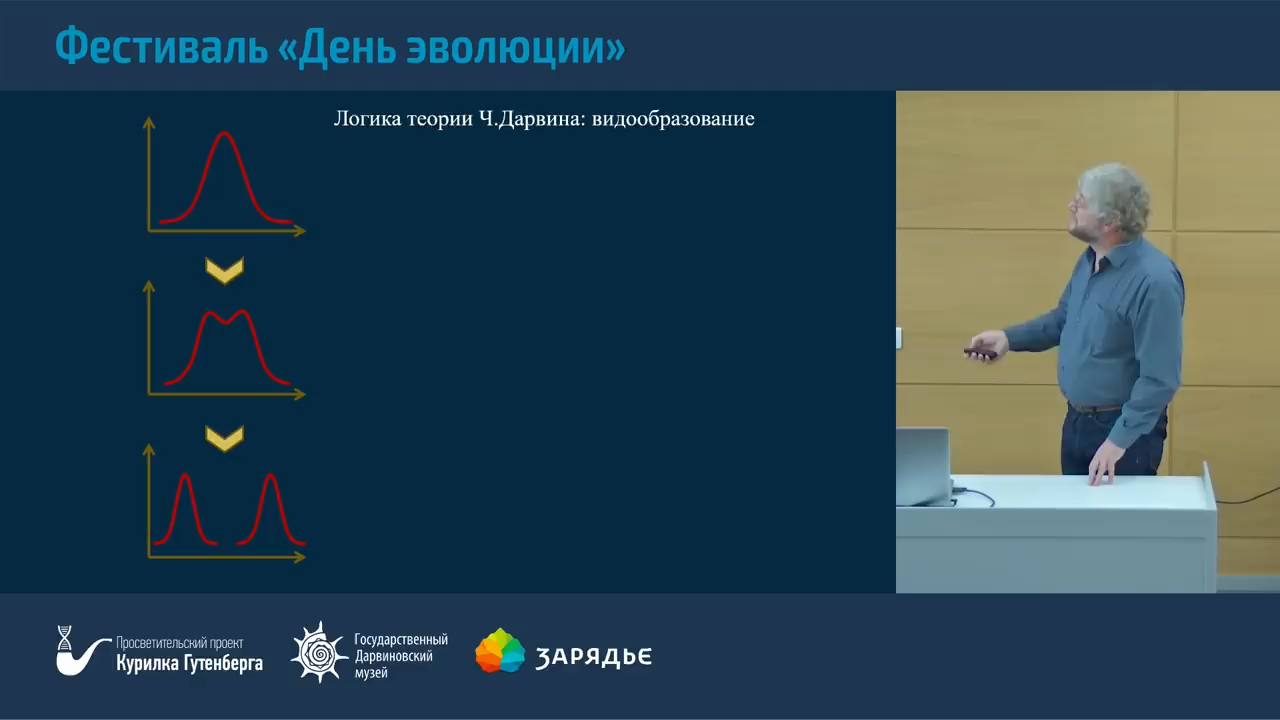 Фестиваль «День эволюции»
Логика теории Ч.Дарвина: видообразование
Просветительский проект
Курилка Гутенберга
Государственный
Дарвиновский
музей
ЗАРЯДЬЕ